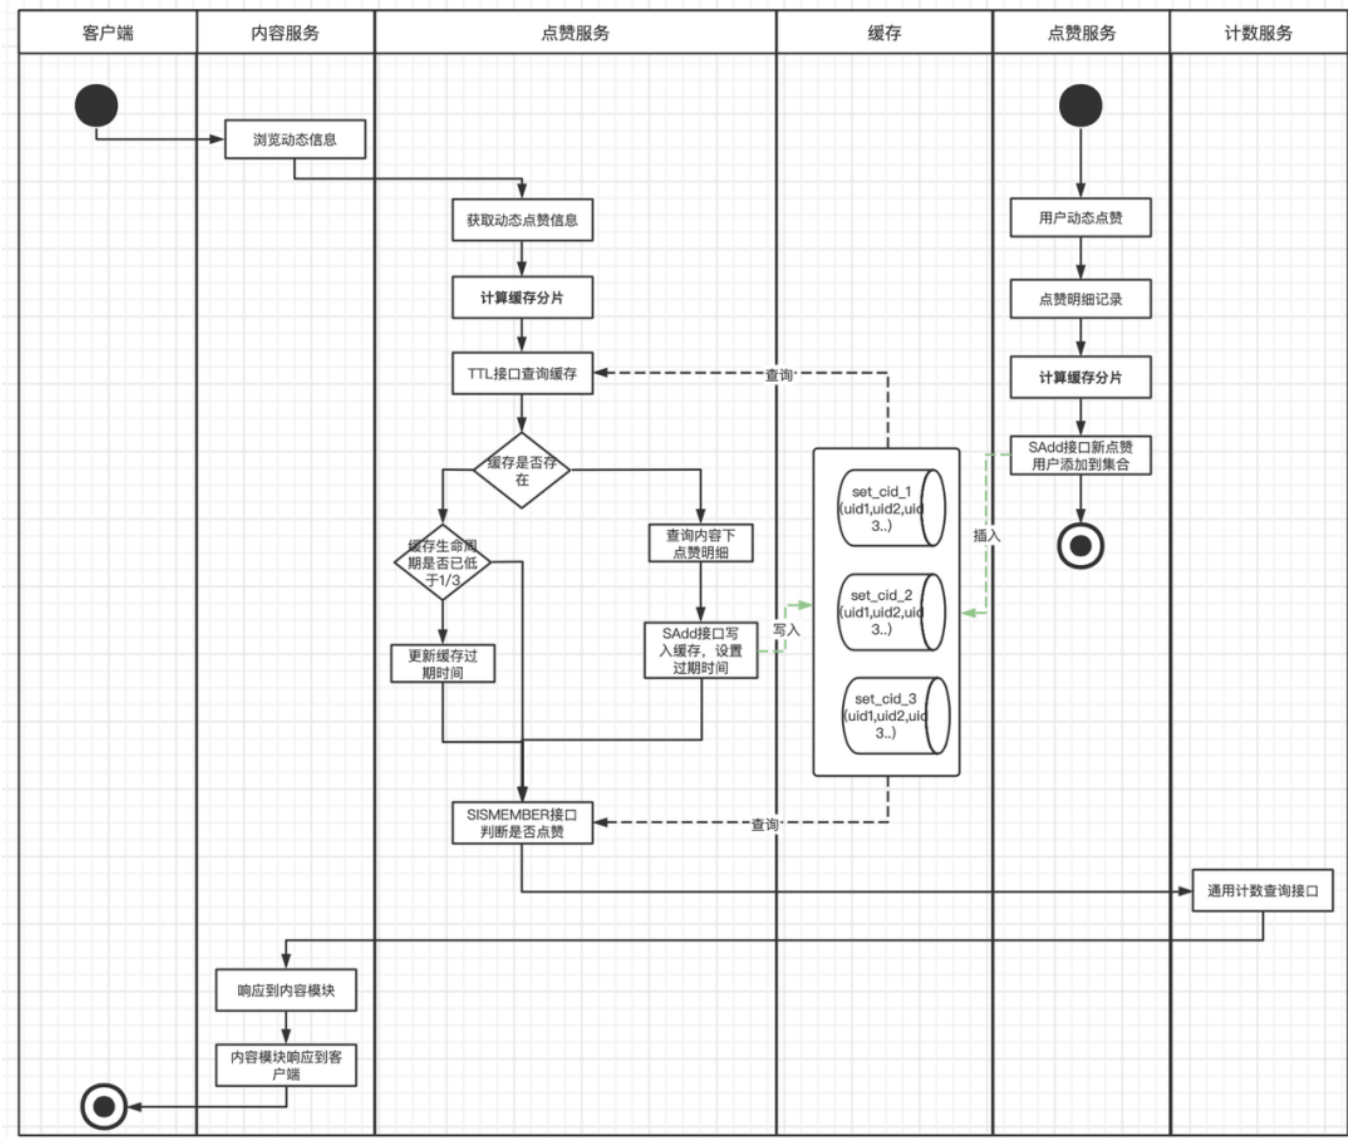 客户端
内容服务
点赞服务
缓存
点赞服务
计数服务
浏览动态信息
获取动态点赞信息
计算缓存分片
TTL接口查询缓存
查询
缓存是否存
在
缓存生命周
期是否已低
于1/3
查询内容下
点赞明细
更新缓存过
期时间
SAdd接口写
入缓存，设置
过期时间
写入
set_cid_1
(uid1,uid2,uid
3..)
set_cid_2
(uid1,uid2,uid
3..)
set_cid_3
(uid1,uid2,uid
3..)
插入
用户动态点赞
点赞明细记录
计算缓存分片
SAdd接口新点赞
用户添加到集合
SISMEMBER接口
判断是否点赞
查询
通用计数查询接口
响应到内容模块
内容模块响应到客
户端